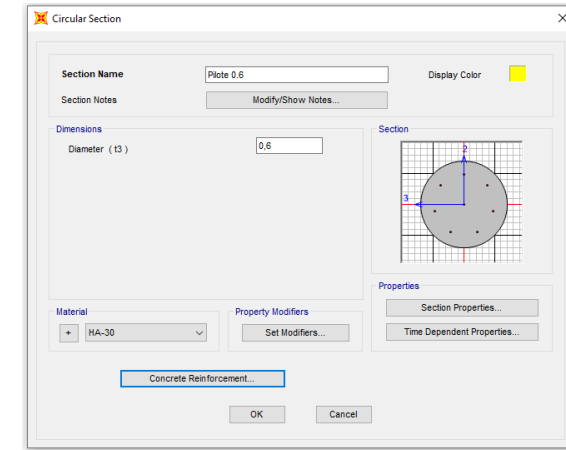 Circular Section
Section Name
Pilote 0.6
Display Color
Section Notes
Modify/Show Notes...
Dimensions
Diameter ( t3 )
0,6
Section
2
3
Properties
Section Properties...
Time Dependent Properties...
Material
+
HA-30
Property Modifiers
Set Modifiers...
Concrete Reinforcement...
OK
Cancel